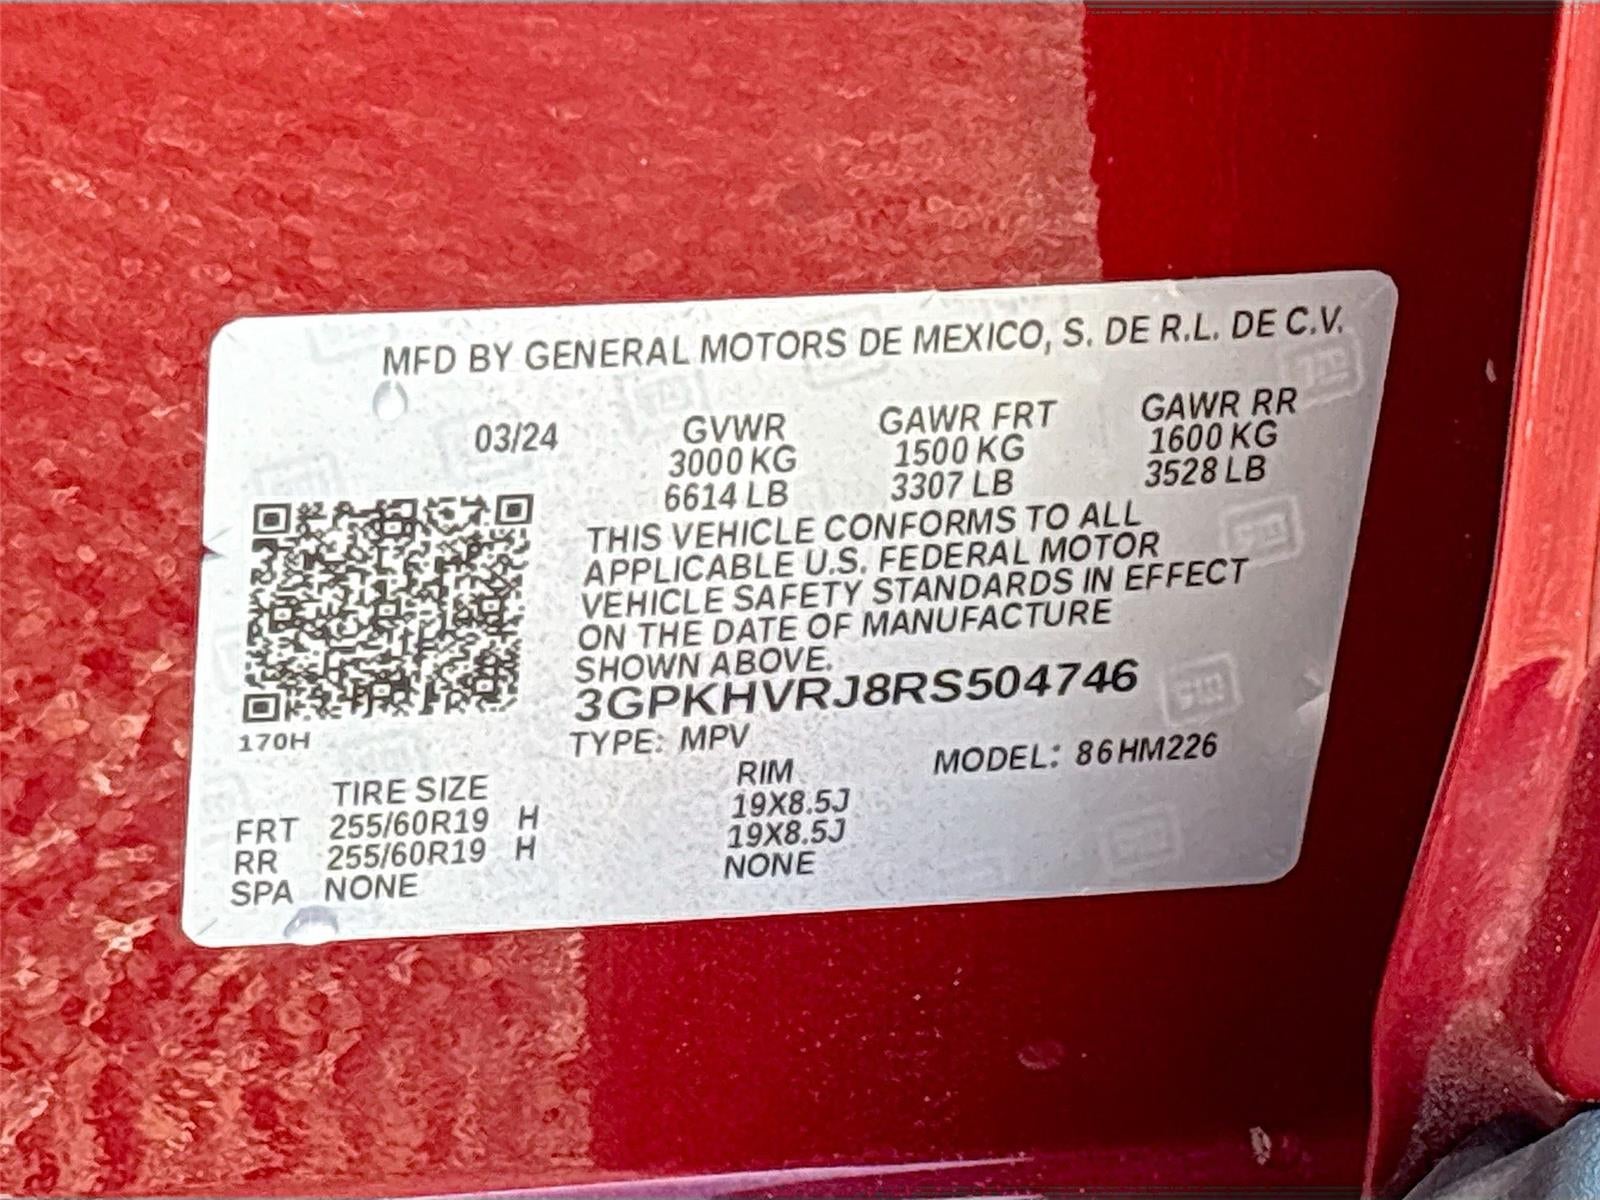 MFD BY GENERAL MOTORS DE MEXICO, S. DE R.L. DE C.V.
03/24 GVWR GAWR FRT GAWR RR
3000 KG 1500 KG 1600 KG
6614 LB 3307 LB 3528 LB
THIS VEHICLE CONFORMS TO ALL
APPLICABLE U.S. FEDERAL MOTOR
VEHICLE SAFETY STANDARDS IN EFFECT
ON THE DATE OF MANUFACTURE
SHOWN ABOVE.
3GPKHVRJ8RS504746
170H
TYPE: MPV MODEL: 86HM226
TIRE SIZE RIM
FRT 255/60R19 H 19X8.5J
RR 255/60R19 H 19X8.5J
SPA NONE NONE